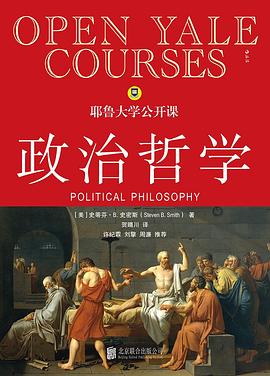 OPEN YALE
COURSES
耶鲁大学公开课
政治哲学
POLITICAL PHILOSOPHY
[美] 史蒂芬·B. 史密斯 (Steven B. Smith) 著
贺晴川 译
许纪霖 刘擎 周濂 推荐
北京联合出版公司